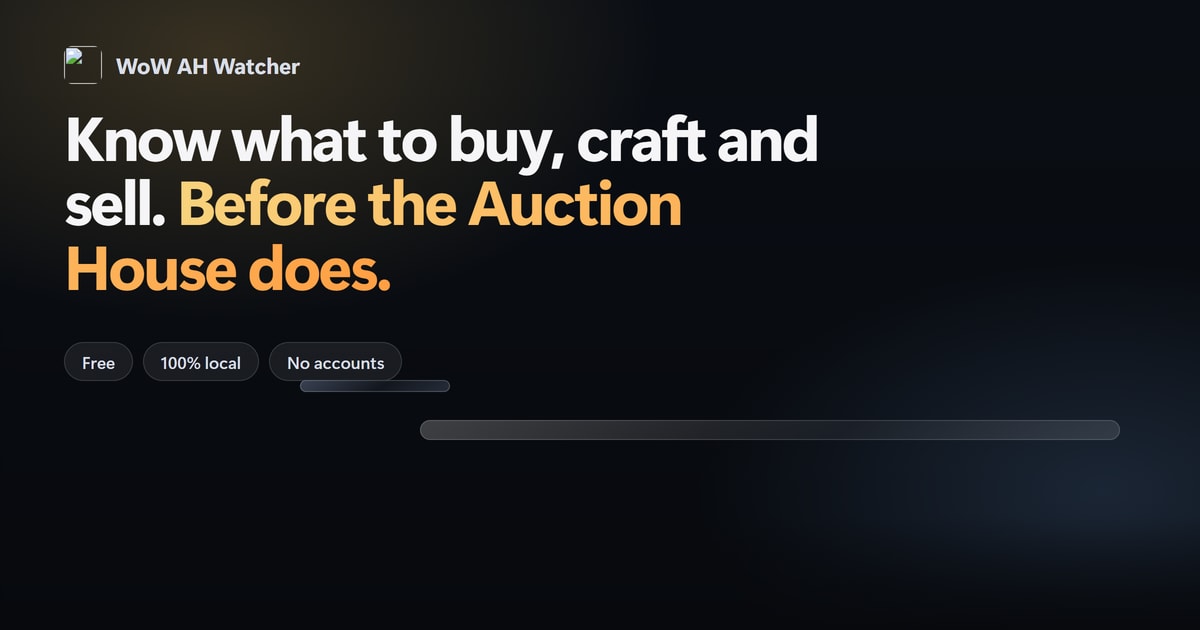 WoW AH Watcher
Know what to buy, craft and
sell. Before the Auction
House does.
Free
100% local
No accounts